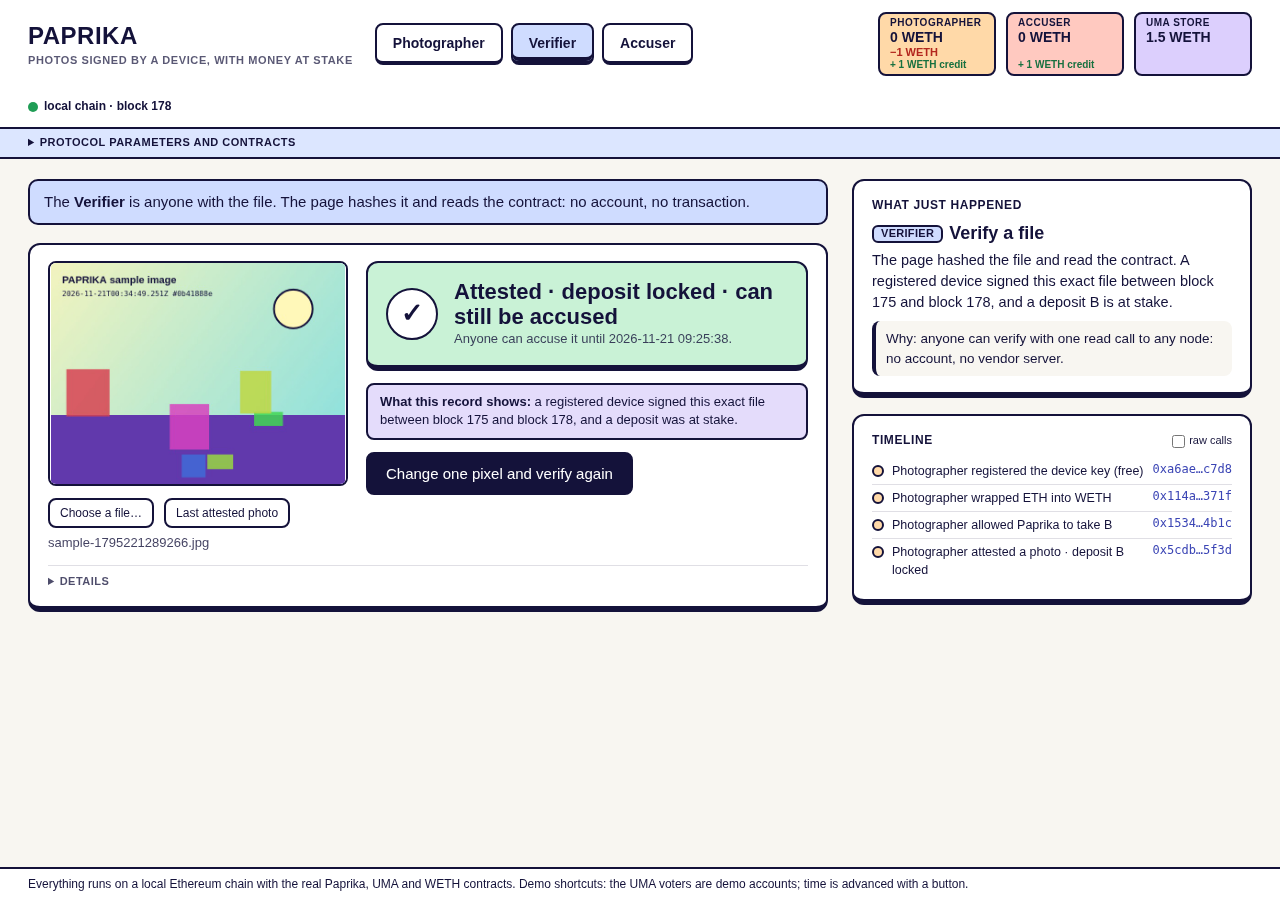 PAPRIKA
PHOTOS SIGNED BY A DEVICE, WITH MONEY AT STAKE
Photographer
Verifier
Accuser
PHOTOGRAPHER
0 WETH
−1 WETH
+ 1 WETH credit
ACCUSER
0 WETH
+ 1 WETH credit
UMA STORE
1.5 WETH
local chain · block 178
PROTOCOL PARAMETERS AND CONTRACTS
The Verifier is anyone with the file. The page hashes it and reads the contract: no account, no transaction.
PAPRIKA sample image
2026-11-21T00:34:49.251Z #0b41888e
Choose a file…
Last attested photo
sample-1795221289266.jpg
✓
Attested · deposit locked · can
still be accused
Anyone can accuse it until 2026-11-21 09:25:38.
What this record shows: a registered device signed this exact file
between block 175 and block 178, and a deposit was at stake.
Change one pixel and verify again
DETAILS
WHAT JUST HAPPENED
VERIFIER Verify a file
The page hashed the file and read the contract. A
registered device signed this exact file between block
175 and block 178, and a deposit B is at stake.
Why: anyone can verify with one read call to any node:
no account, no vendor server.
TIMELINE
raw calls
Photographer registered the device key (free) 0xa6ae…c7d8
Photographer wrapped ETH into WETH 0x114a…371f
Photographer allowed Paprika to take B 0x1534…4b1c
Photographer attested a photo · deposit B 0x5cdb…5f3d
locked
Everything runs on a local Ethereum chain with the real Paprika, UMA and WETH contracts. Demo shortcuts: the UMA voters are demo accounts; time is advanced with a button.